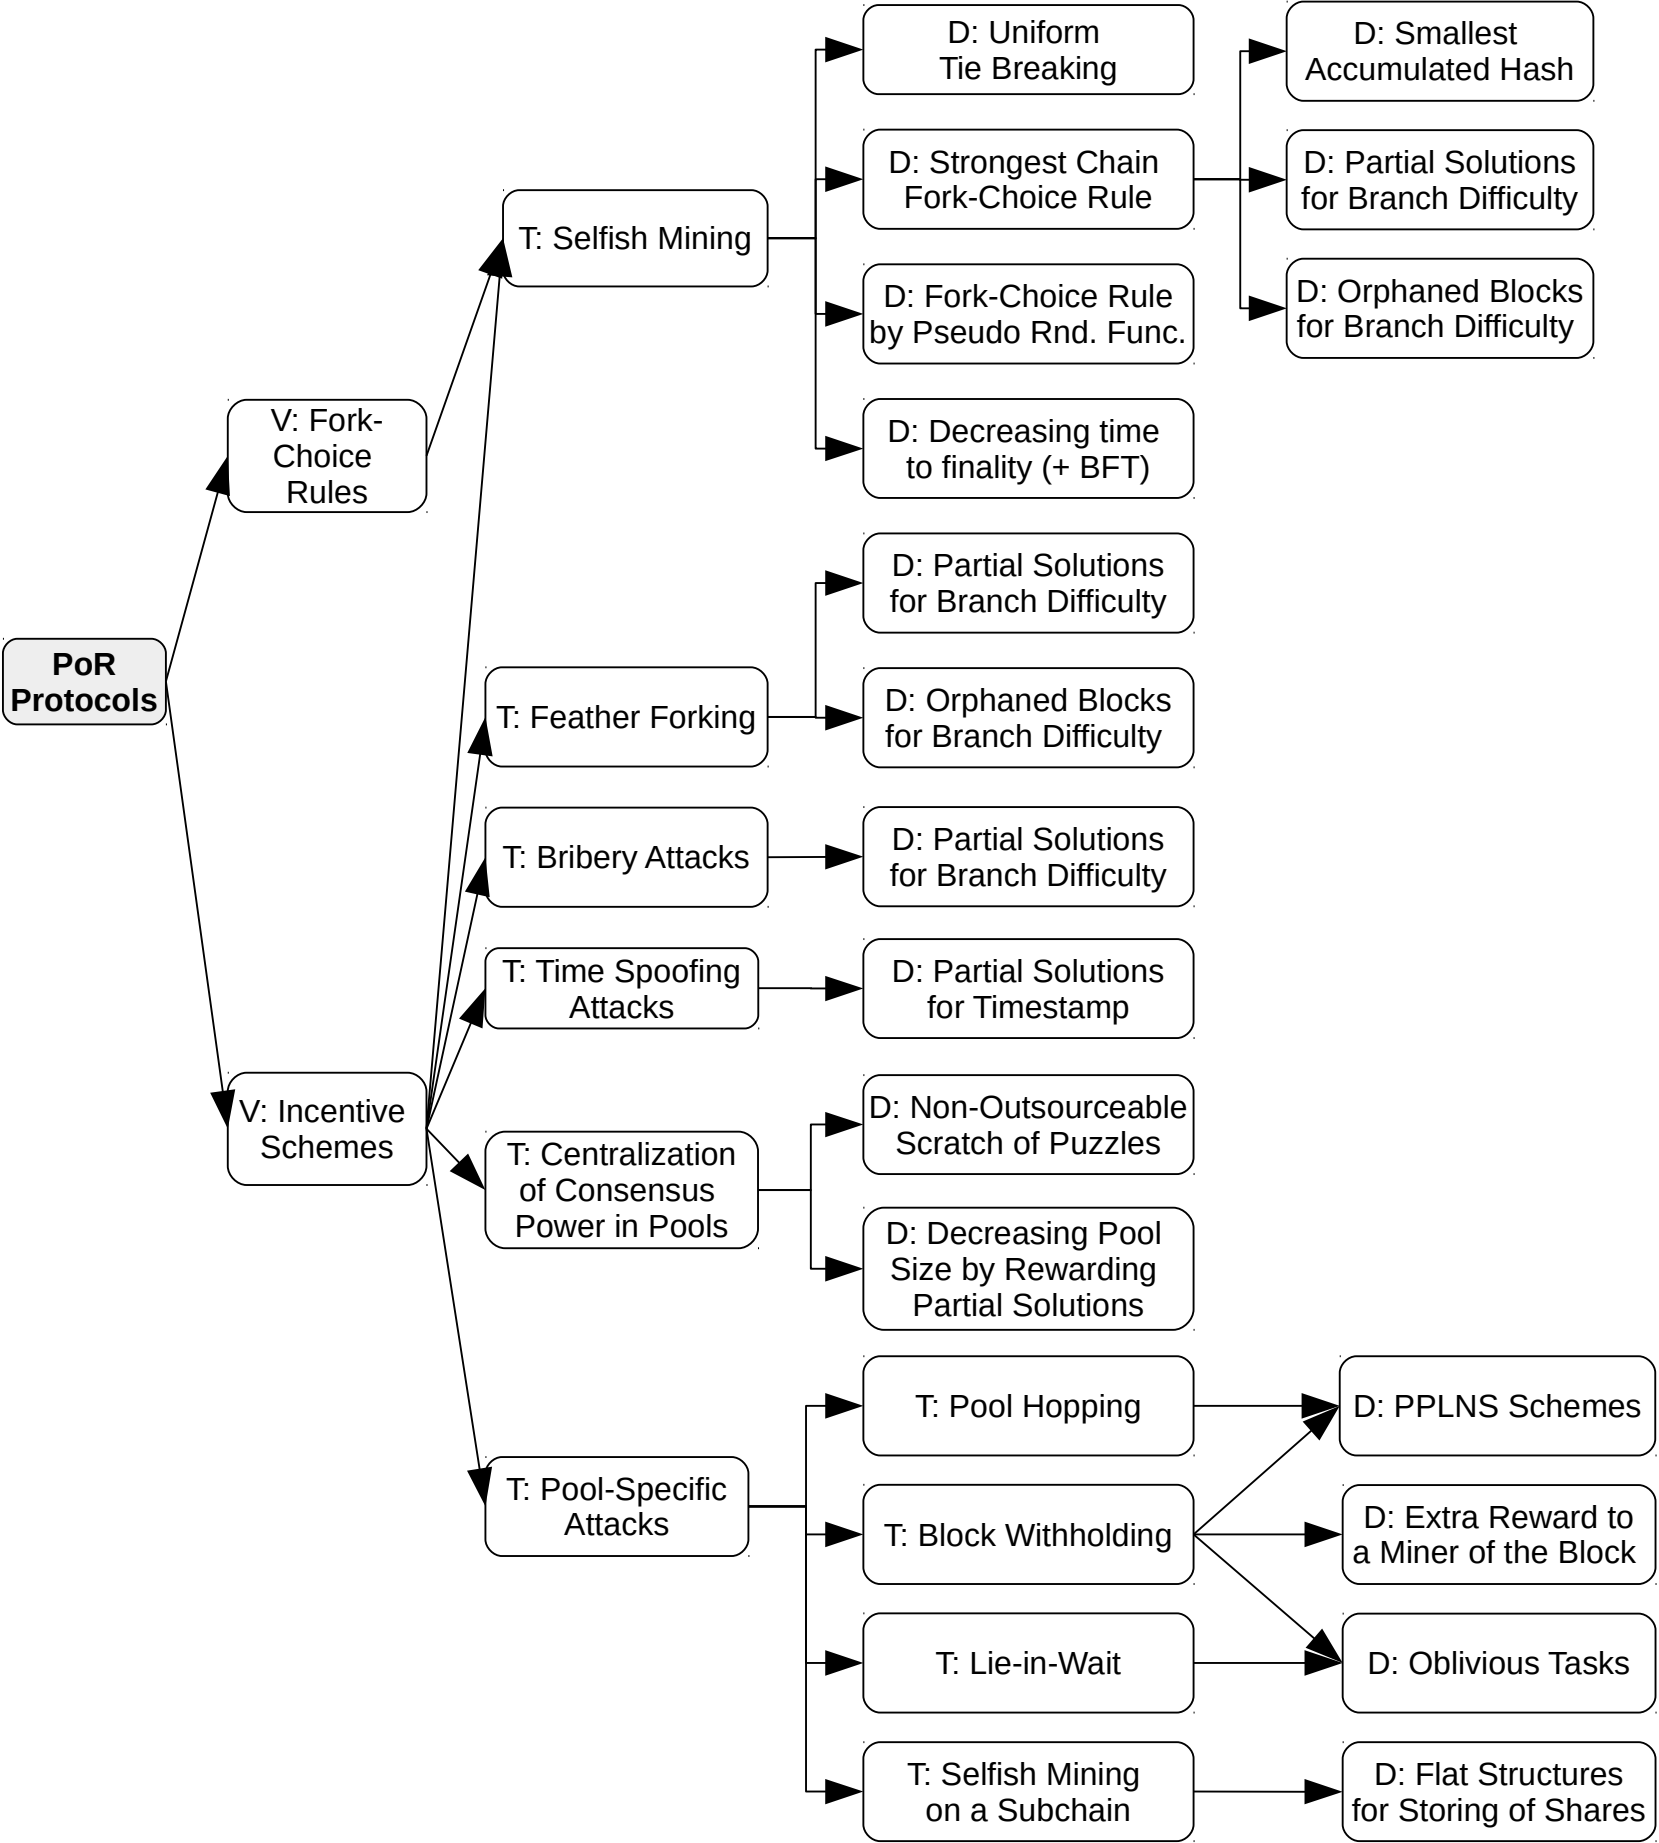 PoR
Protocols
V: Fork-
Choice
Rules
V: Incentive
Schemes
T: Selfish Mining
T: Feather Forking
T: Bribery Attacks
T: Time Spoofing
Attacks
T: Centralization
of Consensus
Power in Pools
T: Pool-Specific
Attacks
D: Uniform
Tie Breaking
D: Strongest Chain
Fork-Choice Rule
D: Fork-Choice Rule
by Pseudo Rnd. Func.
D: Decreasing time
to finality (+ BFT)
D: Partial Solutions
for Branch Difficulty
D: Orphaned Blocks
for Branch Difficulty
D: Partial Solutions
for Branch Difficulty
D: Partial Solutions
for Timestamp
D: Non-Outsourceable
Scratch of Puzzles
D: Decreasing Pool
Size by Rewarding
Partial Solutions
T: Pool Hopping
T: Block Withholding
T: Lie-in-Wait
T: Selfish Mining
on a Subchain
D: Smallest
Accumulated Hash
D: Partial Solutions
for Branch Difficulty
D: Orphaned Blocks
for Branch Difficulty
D: PPLNS Schemes
D: Extra Reward to
a Miner of the Block
D: Oblivious Tasks
D: Flat Structures
for Storing of Shares